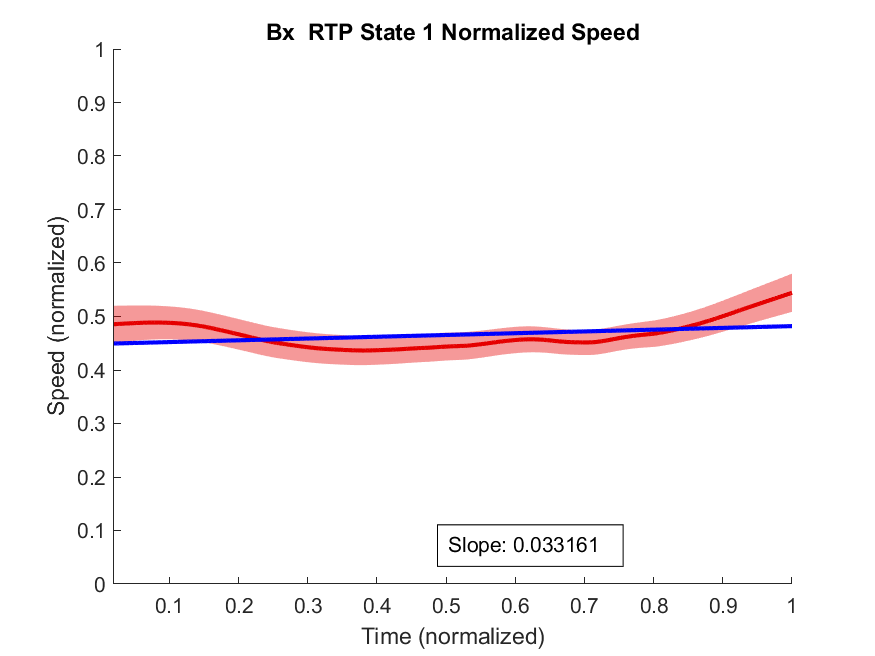 Bx  RTP State 1 Normalized Speed
1
0.9
0.8
0.7
0.6
0.5
0.4
0.3
0.2
0.1
0
Speed (normalized)
Slope: 0.033161
0.1 0.2 0.3 0.4 0.5 0.6 0.7 0.8 0.9 1
Time (normalized)